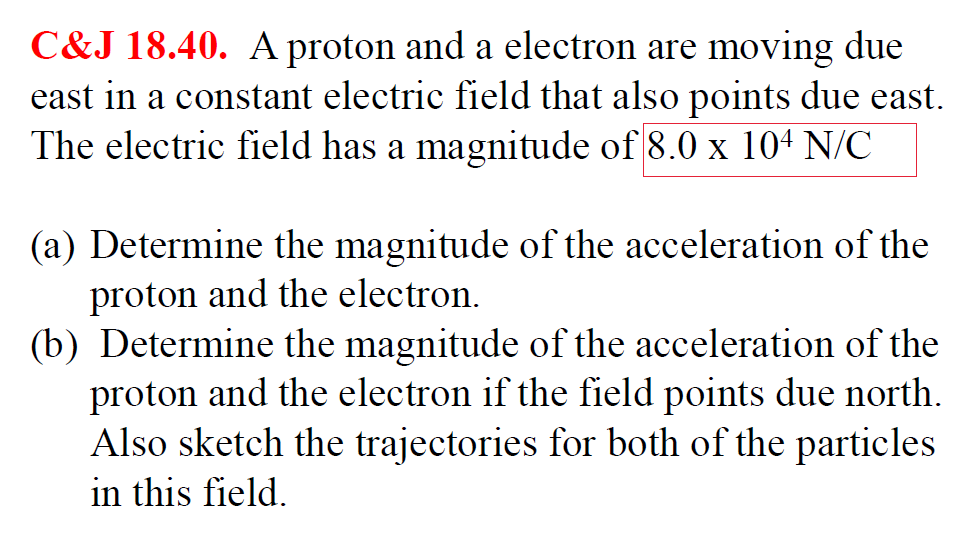 C&J 18.40. A proton and a electron are moving due
east in a constant electric field that also points due east.
The electric field has a magnitude of 8.0 x 10⁴ N/C
(a) Determine the magnitude of the acceleration of the
proton and the electron.
(b) Determine the magnitude of the acceleration of the
proton and the electron if the field points due north.
Also sketch the trajectories for both of the particles
in this field.